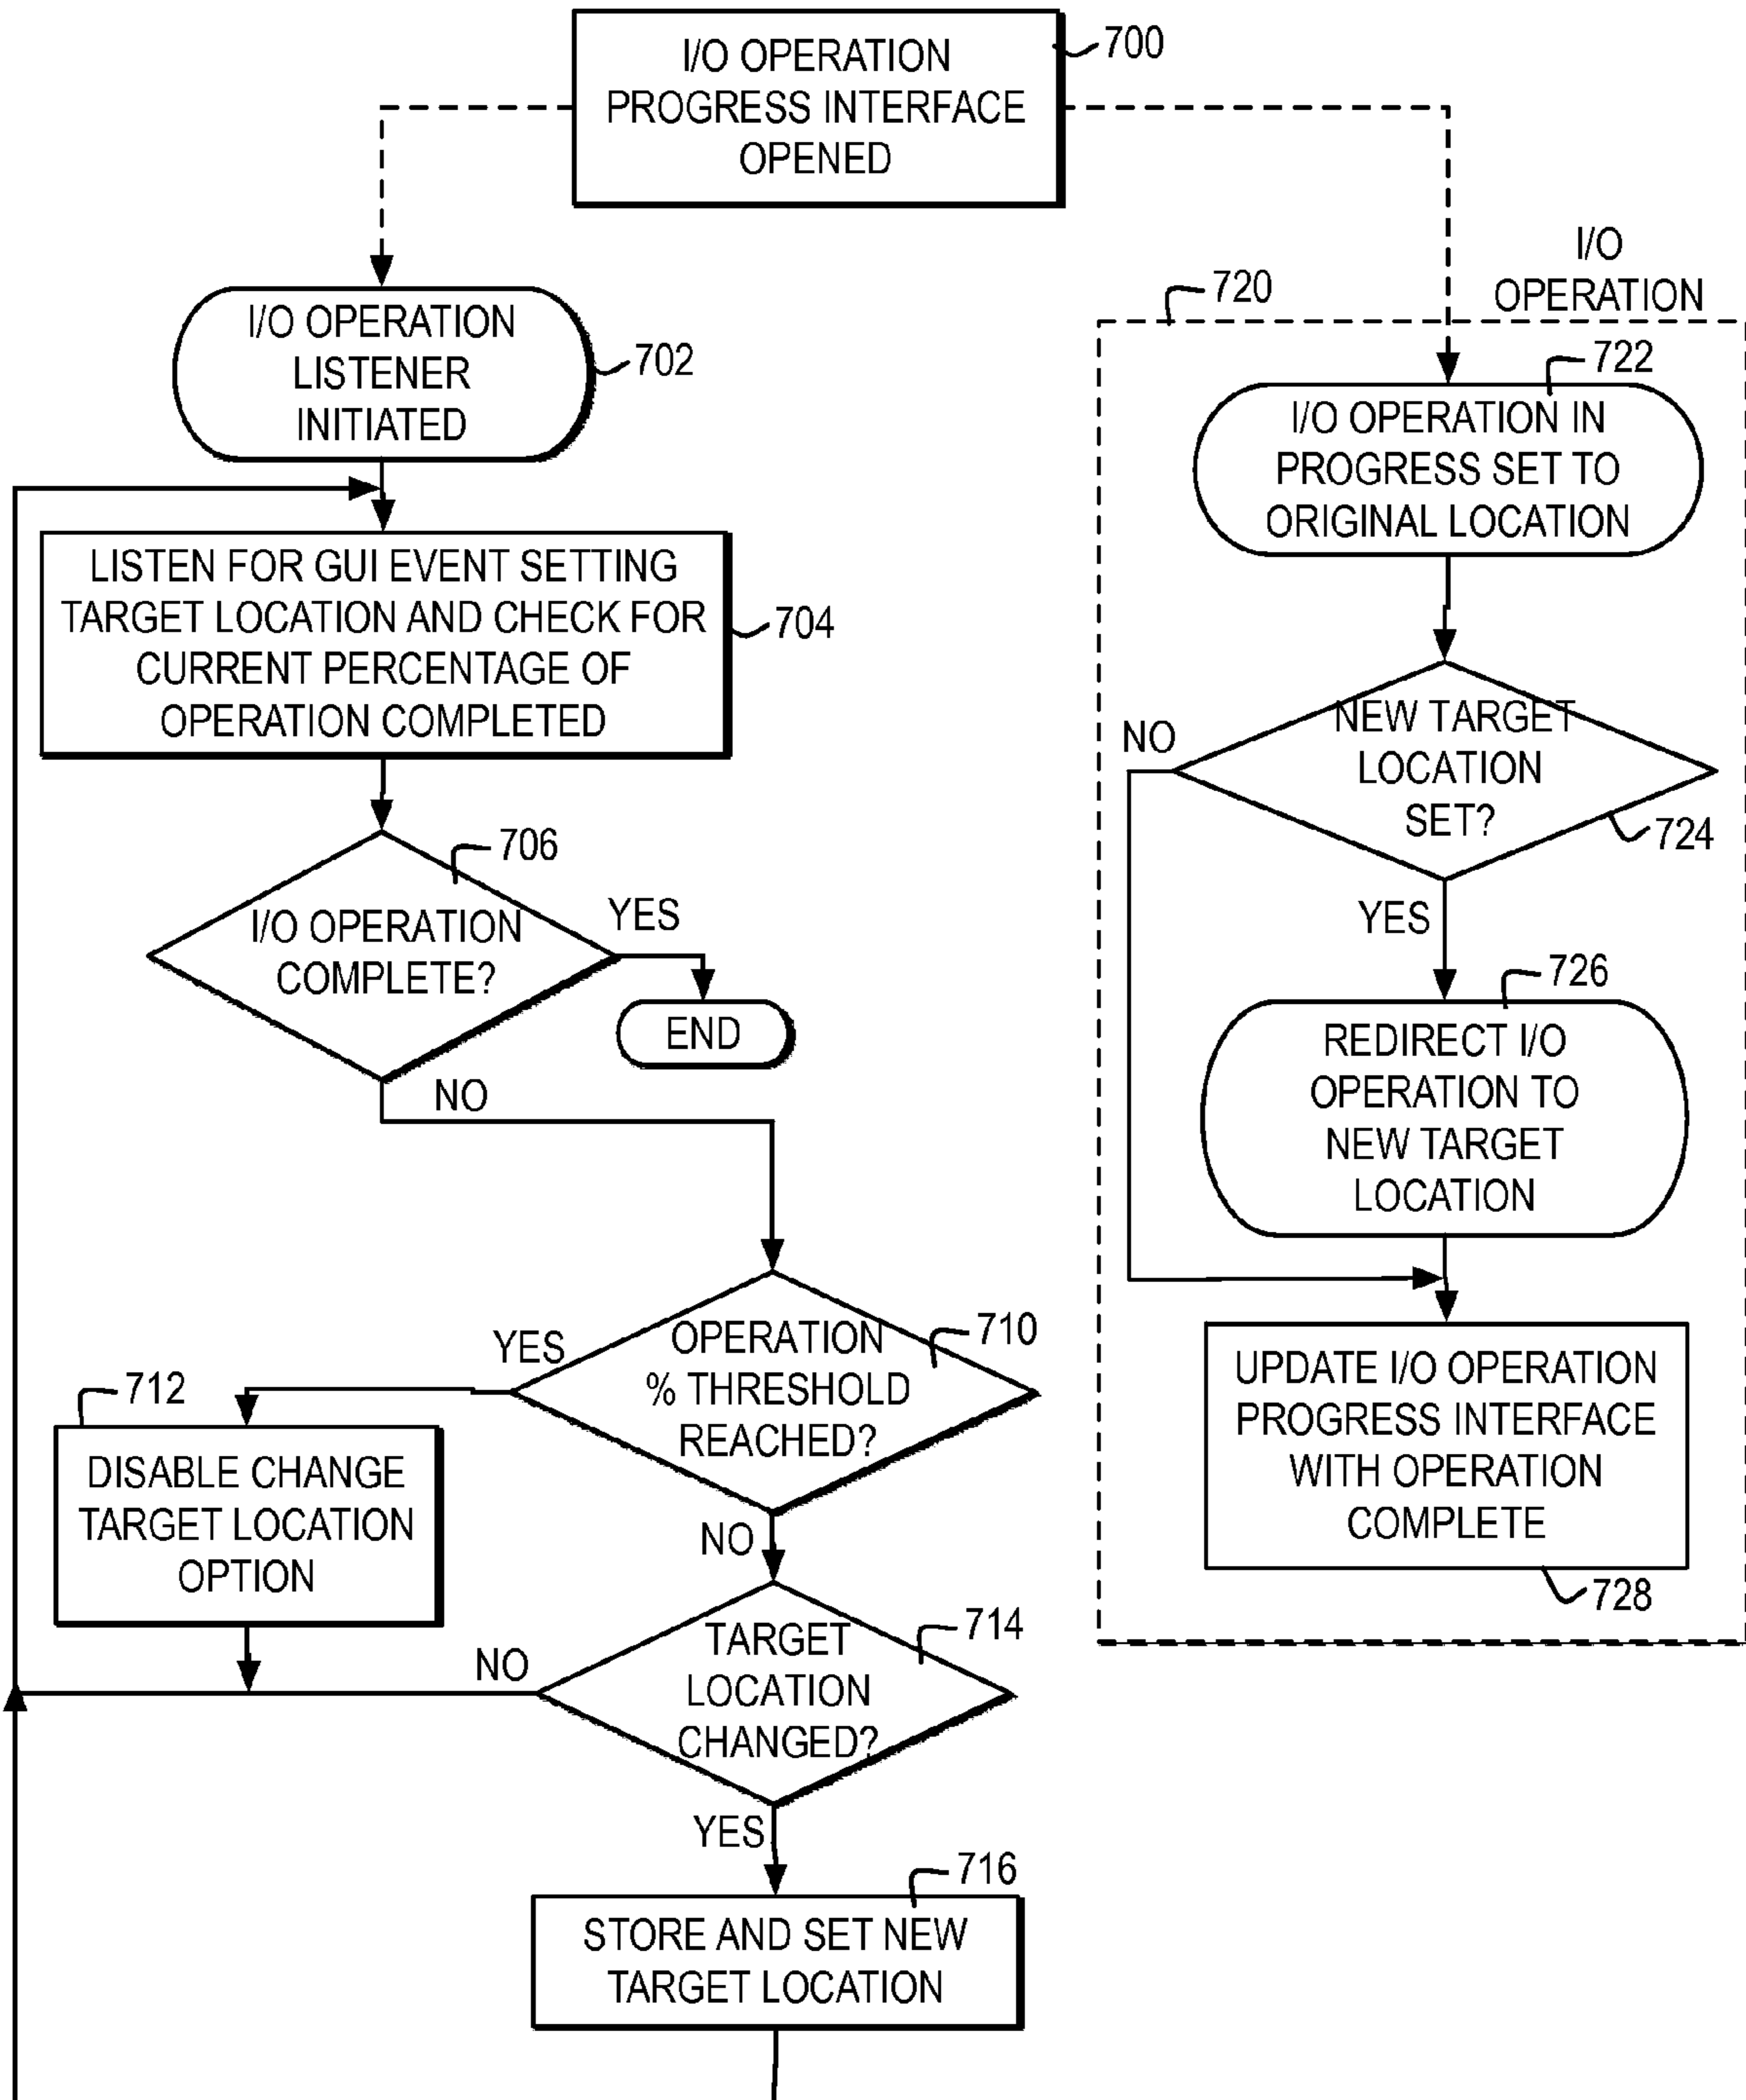 I/O OPERATION
PROGRESS INTERFACE
OPENED
700
I/O OPERATION
LISTENER
INITIATED
702
LISTEN FOR GUI EVENT SETTING
TARGET LOCATION AND CHECK FOR
CURRENT PERCENTAGE OF
OPERATION COMPLETED
704
706
I/O OPERATION
COMPLETE?
YES
END
NO
710
OPERATION
% THRESHOLD
REACHED?
YES
712
DISABLE CHANGE
TARGET LOCATION
OPTION
NO
714
TARGET
LOCATION
CHANGED?
NO
YES
716
STORE AND SET NEW
TARGET LOCATION
I/O
OPERATION
720
722
I/O OPERATION IN
PROGRESS SET TO
ORIGINAL LOCATION
NEW TARGET
LOCATION
SET?
724
NO
YES
726
REDIRECT I/O
OPERATION TO
NEW TARGET
LOCATION
UPDATE I/O OPERATION
PROGRESS INTERFACE
WITH OPERATION
COMPLETE
728